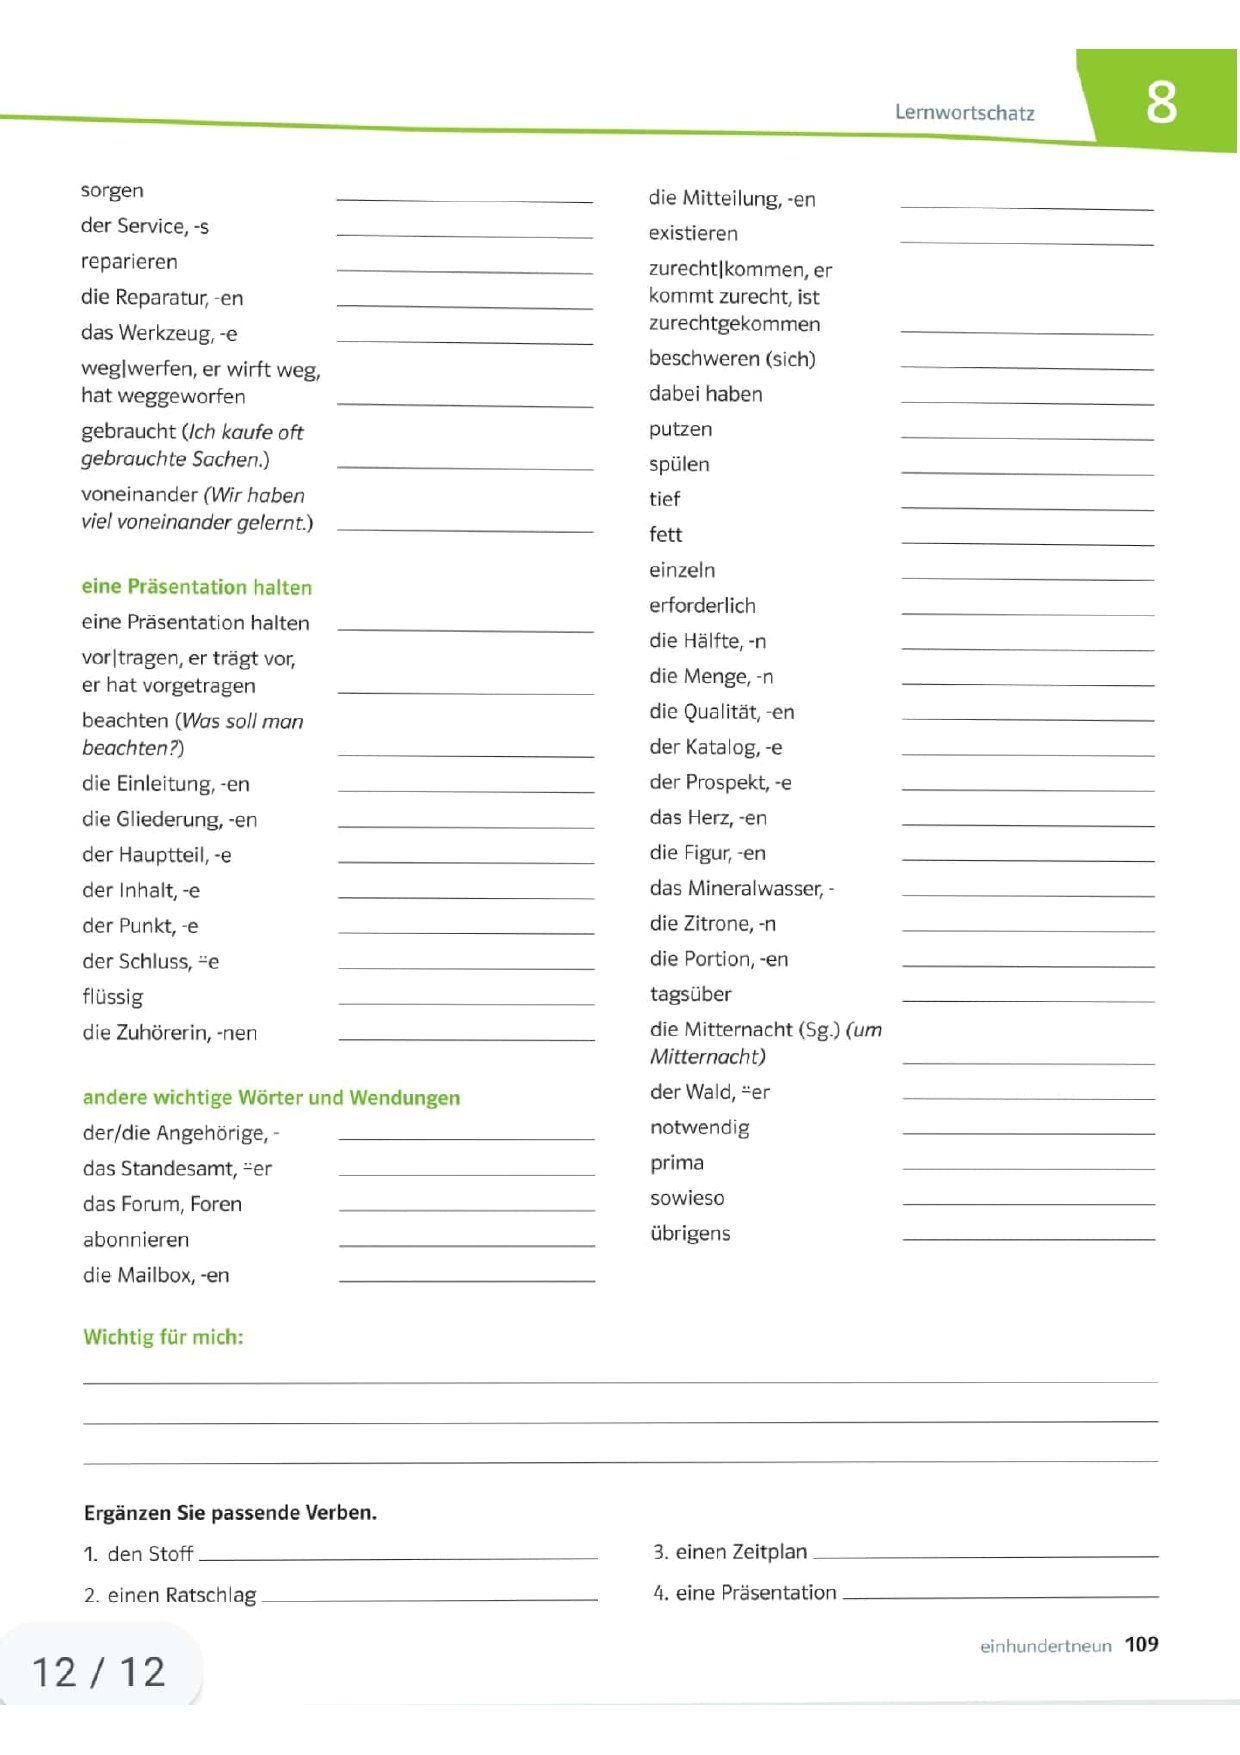 Lernwortschatz
8
sorgen
der Service, -s
reparieren
die Reparatur, -en
das Werkzeug, -e
weg|werfen, er wirft weg,
hat weggeworfen
gebraucht (Ich kaufe oft
gebrauchte Sachen.)
voneinander (Wir haben
viel voneinander gelernt.)
eine Präsentation halten
eine Präsentation halten
vor|tragen, er trägt vor,
er hat vorgetragen
beachten (Was soll man
beachten?)
die Einleitung, -en
die Gliederung, -en
der Hauptteil, -e
der Inhalt, -e
der Punkt, -e
der Schluss, ⸚e
flüssig
die Zuhörerin, -nen
andere wichtige Wörter und Wendungen
der/die Angehörige, -
das Standesamt, ⸚er
das Forum, Foren
abonnieren
die Mailbox, -en
die Mitteilung, -en
existieren
zurecht|kommen, er
kommt zurecht, ist
zurechtgekommen
beschweren (sich)
dabei haben
putzen
spülen
tief
fett
einzeln
erforderlich
die Hälfte, -n
die Menge, -n
die Qualität, -en
der Katalog, -e
der Prospekt, -e
das Herz, -en
die Figur, -en
das Mineralwasser, -
die Zitrone, -n
die Portion, -en
tagsüber
die Mitternacht (Sg.) (um
Mitternacht)
der Wald, ⸚er
notwendig
prima
sowieso
übrigens
Wichtig für mich:
Ergänzen Sie passende Verben.
1. den Stoff
2. einen Ratschlag
3. einen Zeitplan
4. eine Präsentation
einhundertneun 109
12 / 12